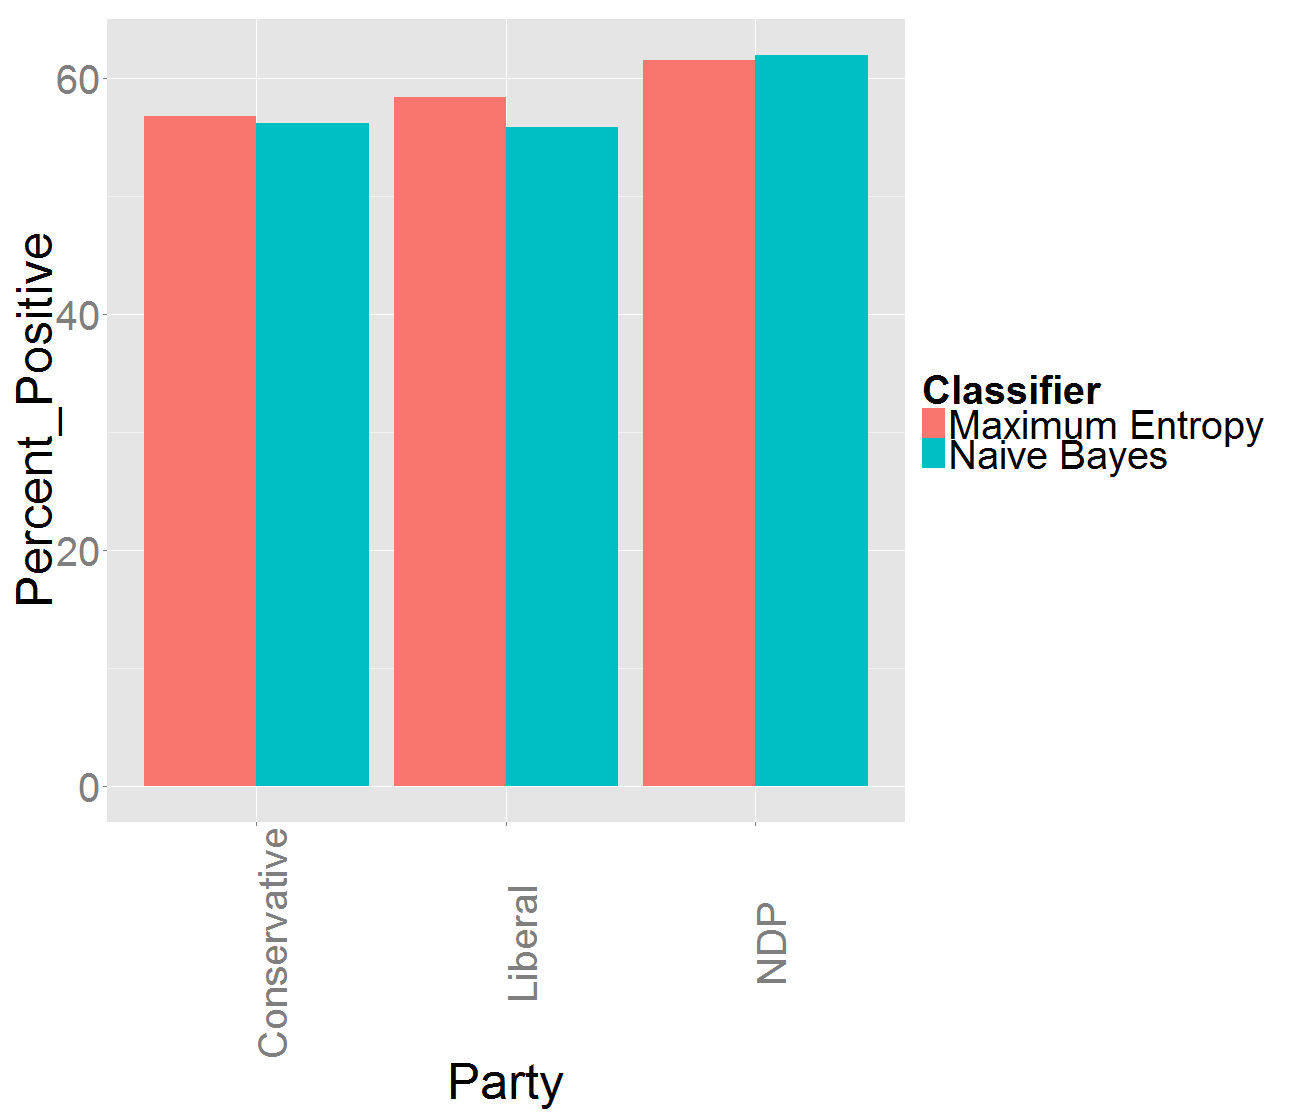 Percent_Positive
60
40
20
0
Conservative
Liberal
NDP
Party
Classifier
Maximum Entropy
Naive Bayes